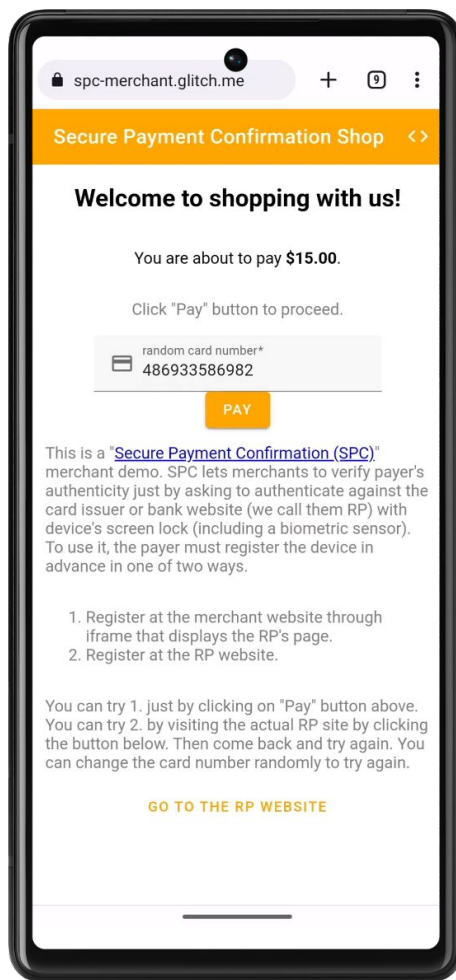 spc-merchant.glitch.me
9
Secure Payment Confirmation Shop <>
Welcome to shopping with us!
You are about to pay $15.00.
Click "Pay" button to proceed.
random card number*
486933586982
PAY
This is a "Secure Payment Confirmation (SPC)"
merchant demo. SPC lets merchants to verify payer's
authenticity just by asking to authenticate against the
card issuer or bank website (we call them RP) with
device's screen lock (including a biometric sensor).
To use it, the payer must register the device in
advance in one of two ways.
1. Register at the merchant website through
iframe that displays the RP's page.
2. Register at the RP website.
You can try 1. just by clicking on "Pay" button above.
You can try 2. by visiting the actual RP site by clicking
the button below. Then come back and try again. You
can change the card number randomly to try again.
GO TO THE RP WEBSITE